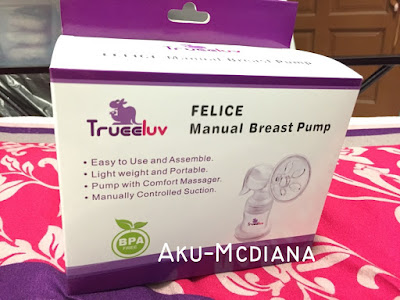 Trueeluv
FELICE Manual Breast Pump
Trueeluv
FELICE
Manual Breast Pump
• Easy to Use and Assemble.
• Light weight and Portable.
• Pump with Comfort Massager.
• Manually Controlled Suction.
BPA
FREE
AKU-MCDIANA